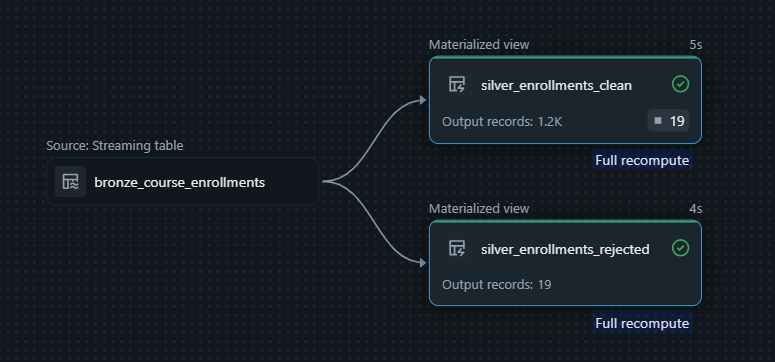 Source: Streaming table
bronze_course_enrollments
Materialized view 5s
silver_enrollments_clean
Output records: 1.2K 19
Full recompute
Materialized view 4s
silver_enrollments_rejected
Output records: 19
Full recompute